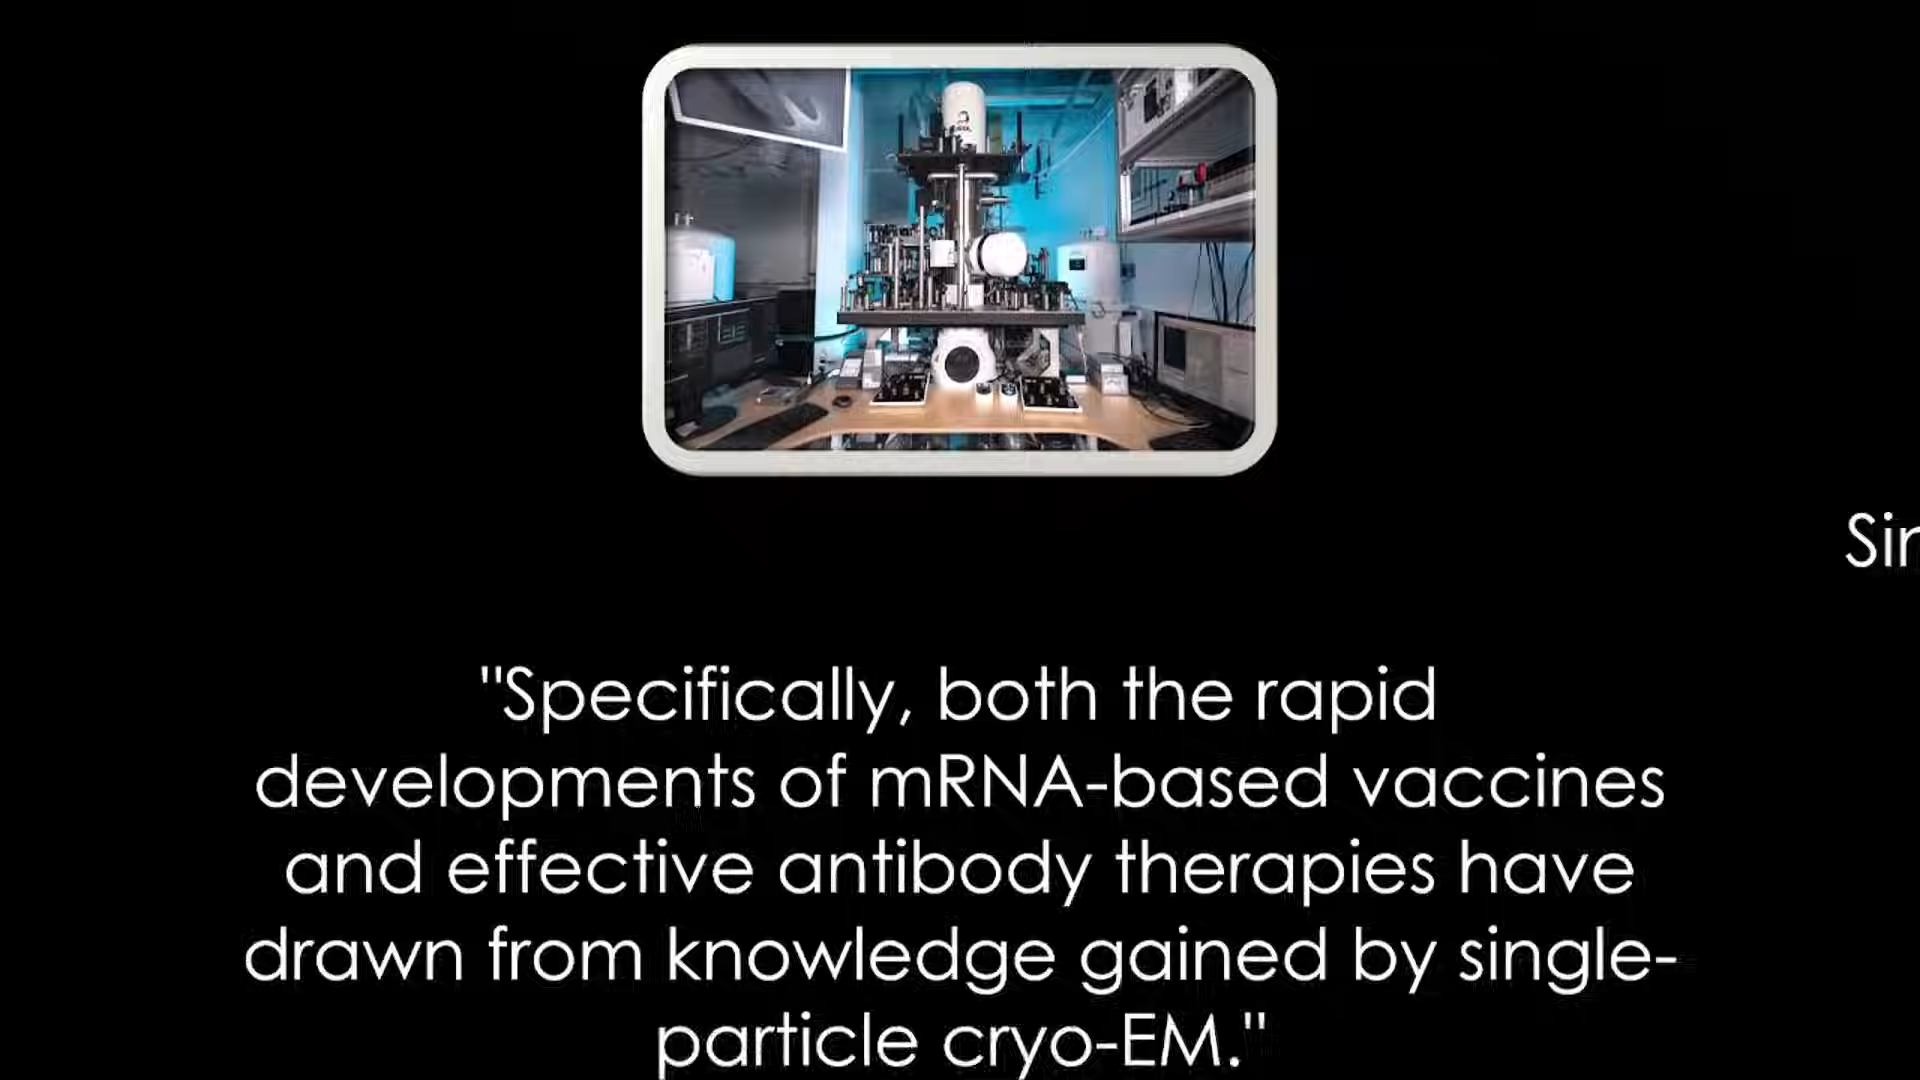 Sir
"Specifically, both the rapid
developments of mRNA-based vaccines
and effective antibody therapies have
drawn from knowledge gained by single-
particle cryo-EM."